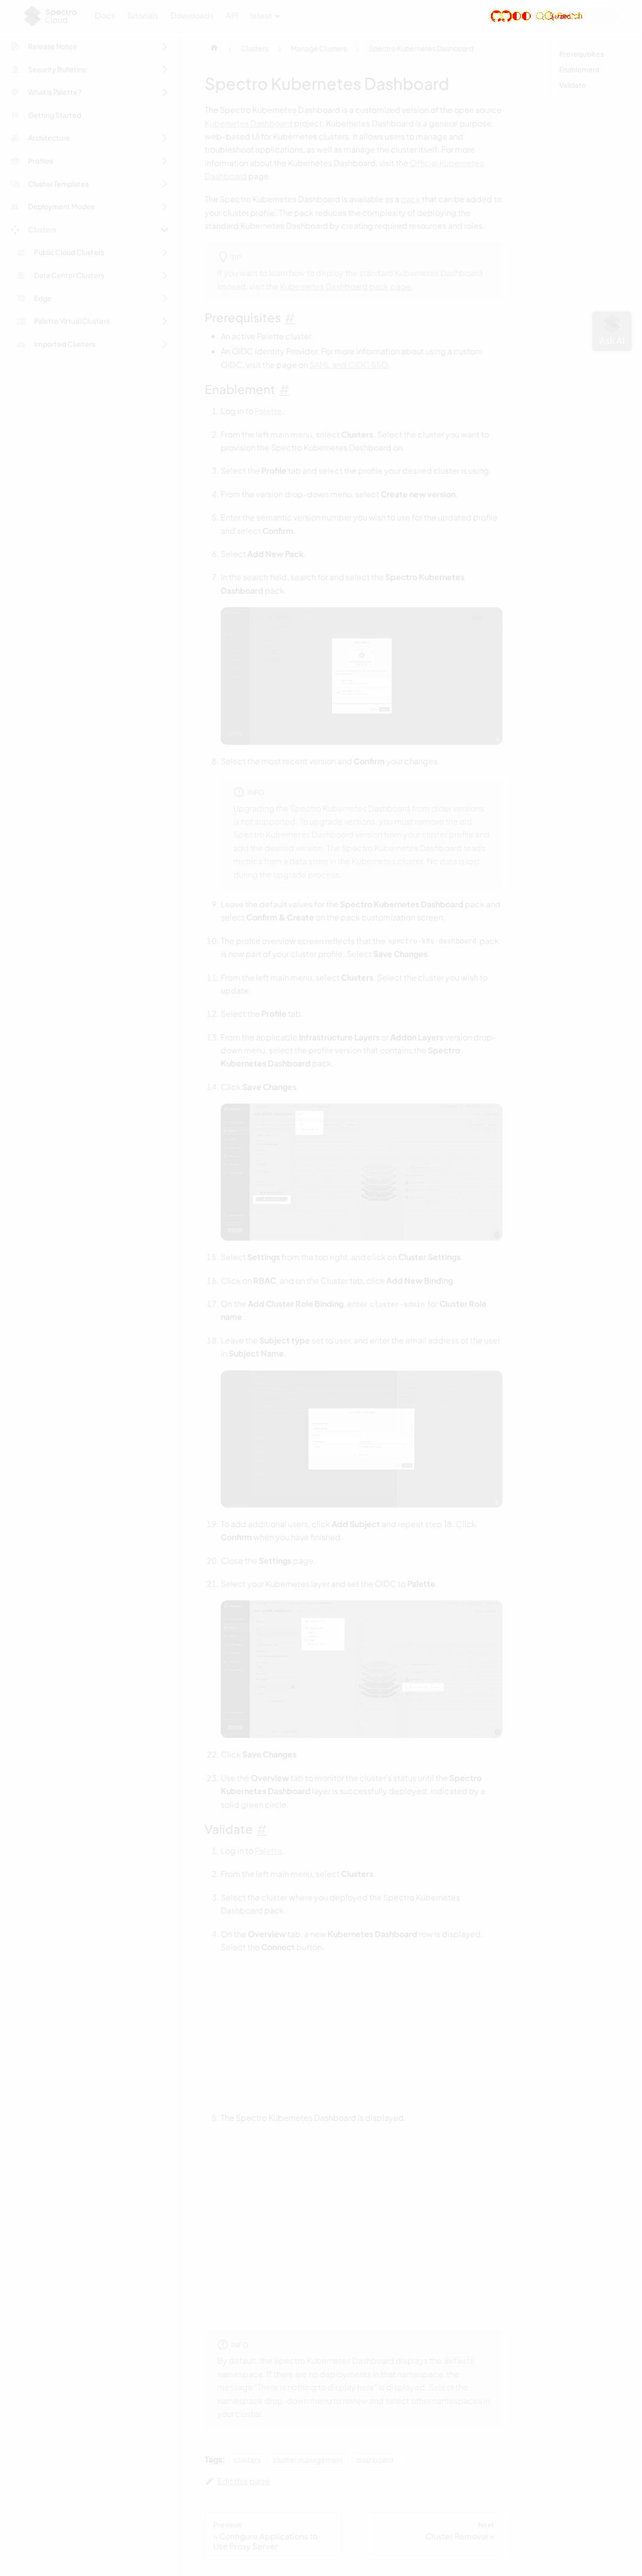 Spectro
Cloud
Docs
Tutorials
Downloads
API
Release Notes
Security Bulletins
What is Palette?
Getting Started
Architecture
Profiles
Cluster Templates
Deployment Modes
Clusters
Public Cloud Clusters
Data Center Clusters
Edge
Palette Virtual Clusters
Imported Clusters
Clusters
Manage Clusters
Spectro Kubernetes Dashboard
Prerequisites
Enablement
Validate
Ask AI
Spectro Kubernetes Dashboard
The Spectro Kubernetes Dashboard is a customized version of the open source
Kubernetes Dashboard project. Kubernetes Dashboard is a general purpose,
web-based UI for Kubernetes clusters. It allows users to manage and
troubleshoot applications, as well as manage the cluster itself. For more
information about the Kubernetes Dashboard, visit the Official Kubernetes
Dashboard page.
The Spectro Kubernetes Dashboard is available as a pack that can be added to
your cluster profile. The pack reduces the complexity of deploying the
standard Kubernetes Dashboard by creating required resources and roles.
TIP
If you want to learn how to deploy the standard Kubernetes Dashboard
version, visit the Kubernetes Dashboard pack page.
Prerequisites #
An active Palette cluster.
An OIDC Identity Provider. For more information about using a custom
OIDC, visit the page on SAML and OIDC SSO.
Enablement #
1. Log in to Palette.
2. From the left main menu, select Clusters. Select the cluster you want to
provision the Spectro Kubernetes Dashboard on.
3. Select the Profile tab and select the profile your desired cluster is using.
4. From the version drop-down menu, select Create new version.
5. Enter the semantic version number you wish to use for the updated profile
and select Confirm.
6. Select Add New Pack.
7. In the search field, search for and select the Spectro Kubernetes
Dashboard pack.
8. Select the most recent version and Confirm your changes.
INFO
Upgrading the Spectro Kubernetes Dashboard from older versions
is not supported. To upgrade versions, you must remove the old
Spectro Kubernetes Dashboard version from your cluster profile and
add the desired version. The Spectro Kubernetes Dashboard reads
metrics from a data store in the Kubernetes cluster. No data is lost
during the upgrade process.
9. Leave the default values for the Spectro Kubernetes Dashboard pack and
select Confirm & Create on the pack customization screen.
10. The profile overview screen reflects that the spectro-k8s-dashboard pack
is now part of your cluster profile. Select Save Changes.
11. From the left main menu, select Clusters. Select the cluster you wish to
update.
12. Select the Profile tab.
13. From the applicable Infrastructure Layers or Addon Layers version drop-
down menu, select the profile version that contains the Spectro
Kubernetes Dashboard pack.
14. Click Save Changes.
15. Select Settings from the top right, and click on Cluster Settings.
16. Click on RBAC, and on the Cluster tab, click Add New Binding.
17. On the Add Cluster Role Binding, enter cluster-admin for Cluster Role
name.
18. Leave the Subject type set to user, and enter the email address of the user
in Subject Name.
19. To add additional users, click Add Subject and repeat step 18. Click
Confirm when you have finished.
20. Close the Settings page.
21. Select your Kubernetes layer and set the OIDC to Palette.
22. Click Save Changes.
23. Use the Overview tab to monitor the cluster's status until the Spectro
Kubernetes Dashboard layer is successfully deployed, indicated by a
solid green circle.
Validate #
1. Log in to Palette.
2. From the left main menu, select Clusters.
3. Select the cluster where you deployed the Spectro Kubernetes
Dashboard pack.
4. On the Overview tab, a new Kubernetes Dashboard row is displayed.
Select the Connect button.
5. The Spectro Kubernetes Dashboard is displayed.
INFO
By default, the Spectro Kubernetes Dashboard displays the default
namespace. If there are no deployments in that namespace, the
message "There is nothing to display here" is displayed. Select the
namespace drop-down menu to review and select other namespaces in
your cluster.
Tags: clusters cluster management dashboard
Edit this page
Previous
« Configure Applications to
Use Proxy Server
Next
Cluster Removal »